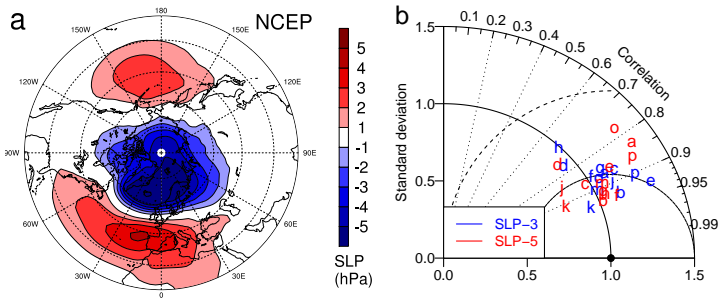 a
NCEP
180
150W
150E
120W
120E
90W
90E
60W
60E
30W
30E
0
5
4
3
2
1
-1
-2
-3
-4
-5
SLP
(hPa)
b
Standard deviation
1.5
1.0
0.5
0.0
0.0
0.5
1.0
1.5
0.1
0.2
0.3
0.4
0.5
0.6
0.7
0.8
0.9
0.95
0.99
Correlation
o
a
p
h
d
d
e
c
p
e
j
k
k
SLP-3
SLP-5